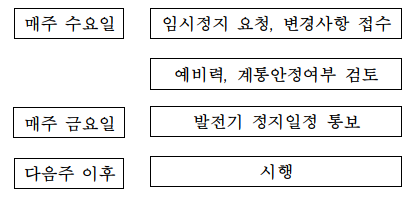 매주 수요일 임시정지 요청, 변경사항 접수
예비력, 계통안정여부 검토
매주 금요일 발전기 정지일정 통보
다음주 이후 시행